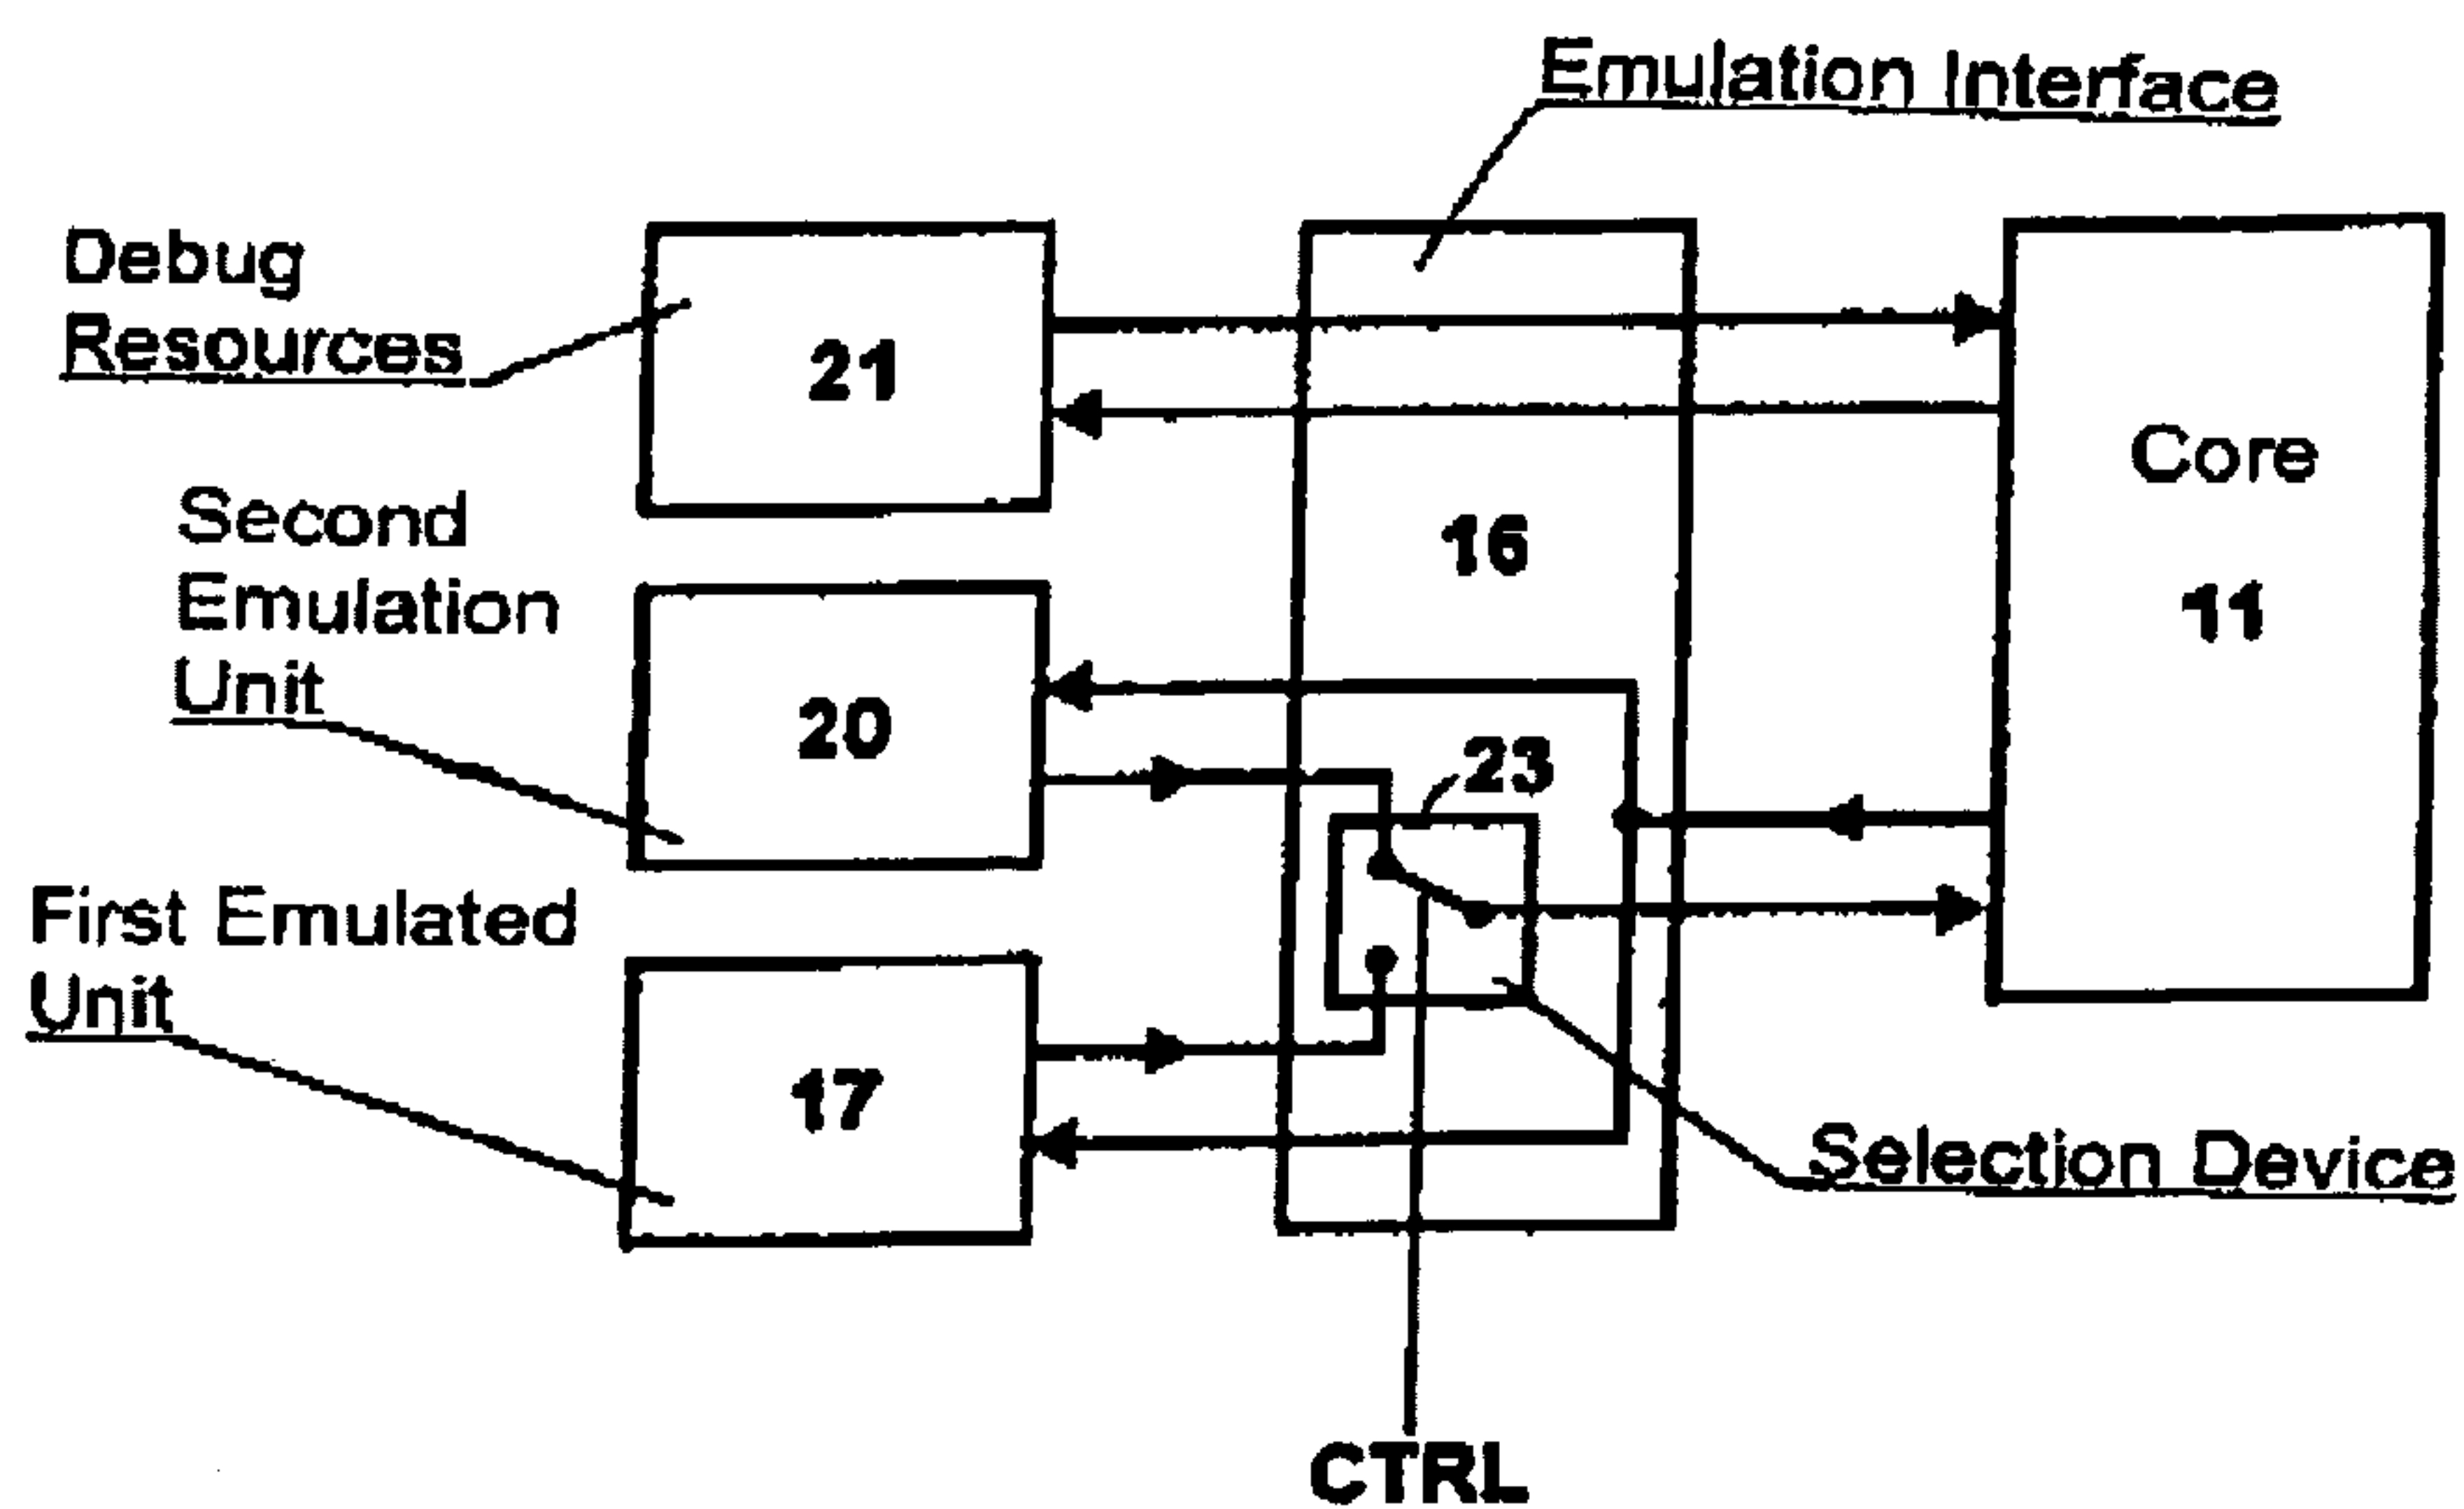 Emulation Interface
Debug
Resources
21
Core
16
11
Second
Emulation
Unit
20
23
First Emulated
Unit
17
Selection Device
CTRL